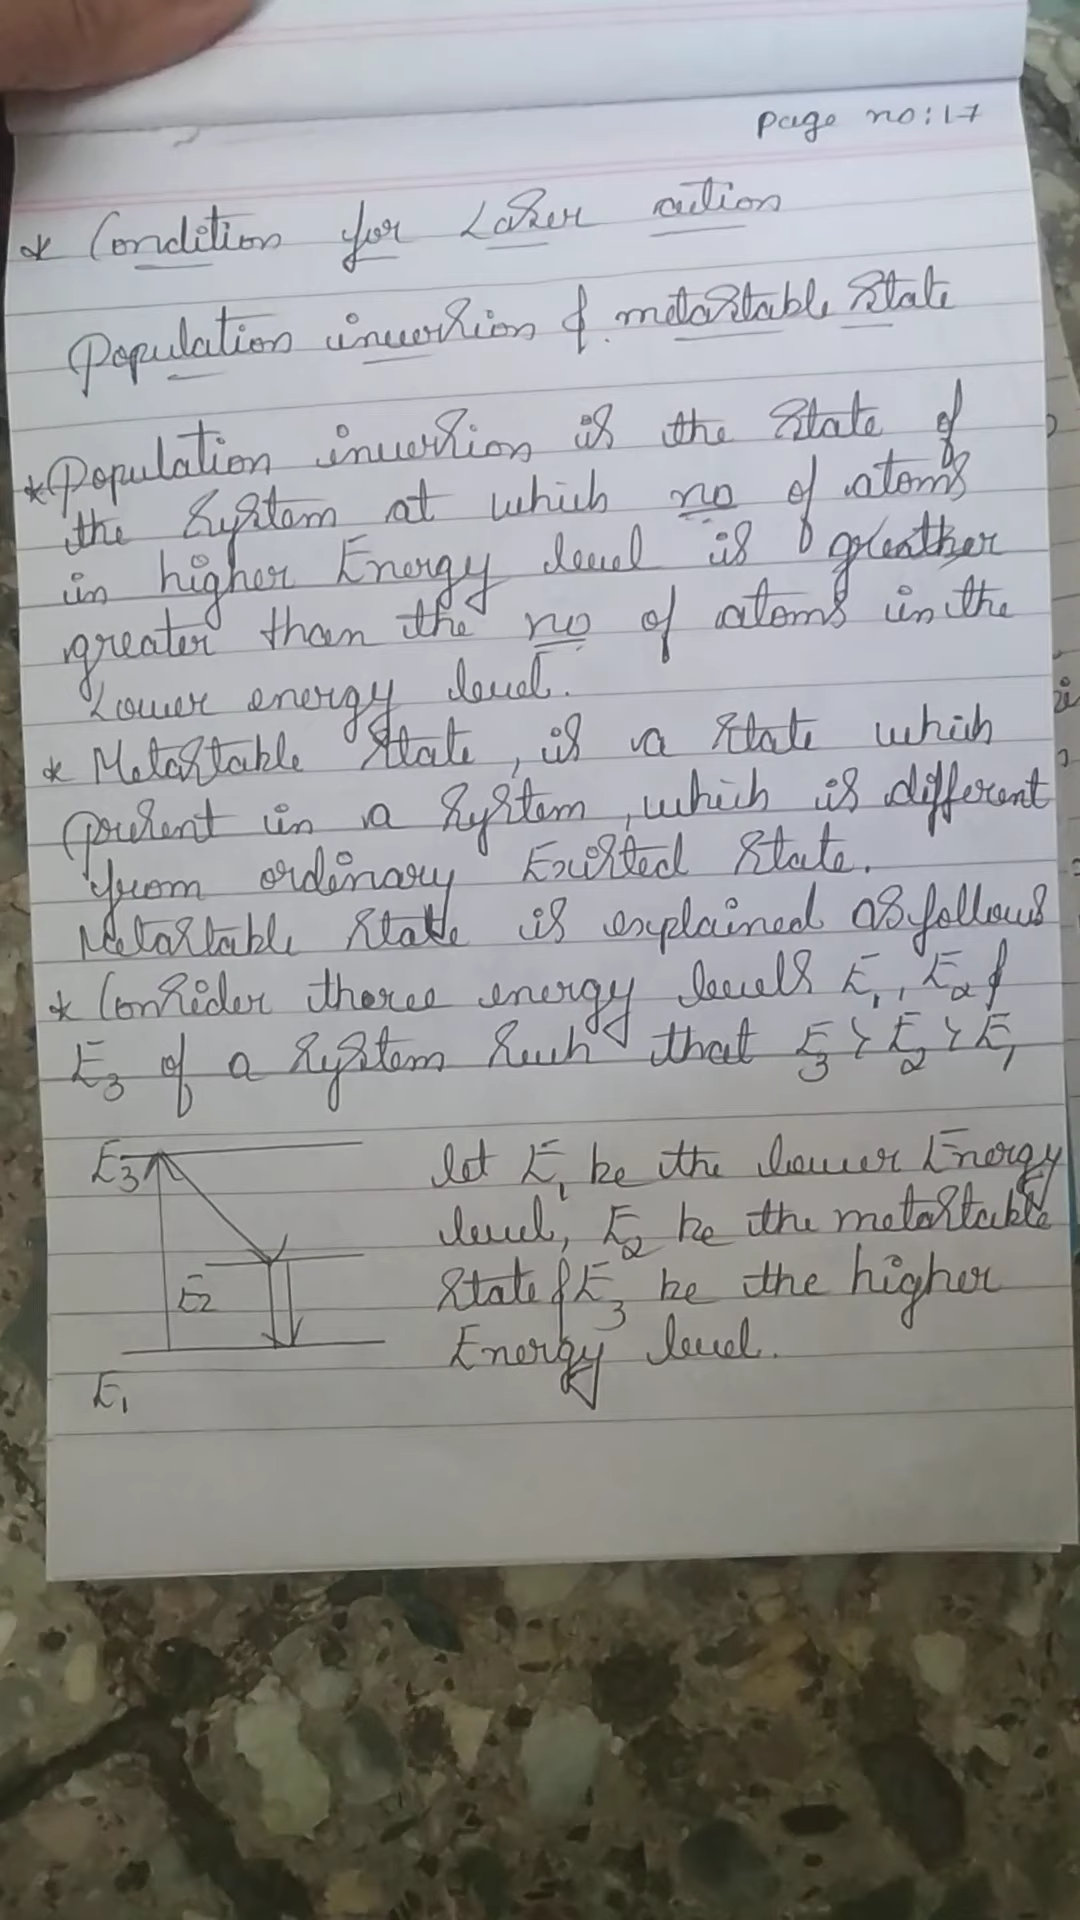 page no: 17
* Condition for Laser action
Population inversion & metastable state
* Population inversion is the state of
the system at which no of atoms
in higher Energy level is greather
greater than the no of atoms in the
Lower energy level.
* Metastable state, is a state which
present in a system, which is different
from ordinary Existed state.
Metastable state is explained as follows
* Consider theree energy levels E₁, E₂ &
E₃ of a system such that E₃ > E₂ > E₁
E₃
let E₁ be the lower Energy
level, E₂ be the metastable
E₂
state & E₃ be the higher
Energy level.
E₁